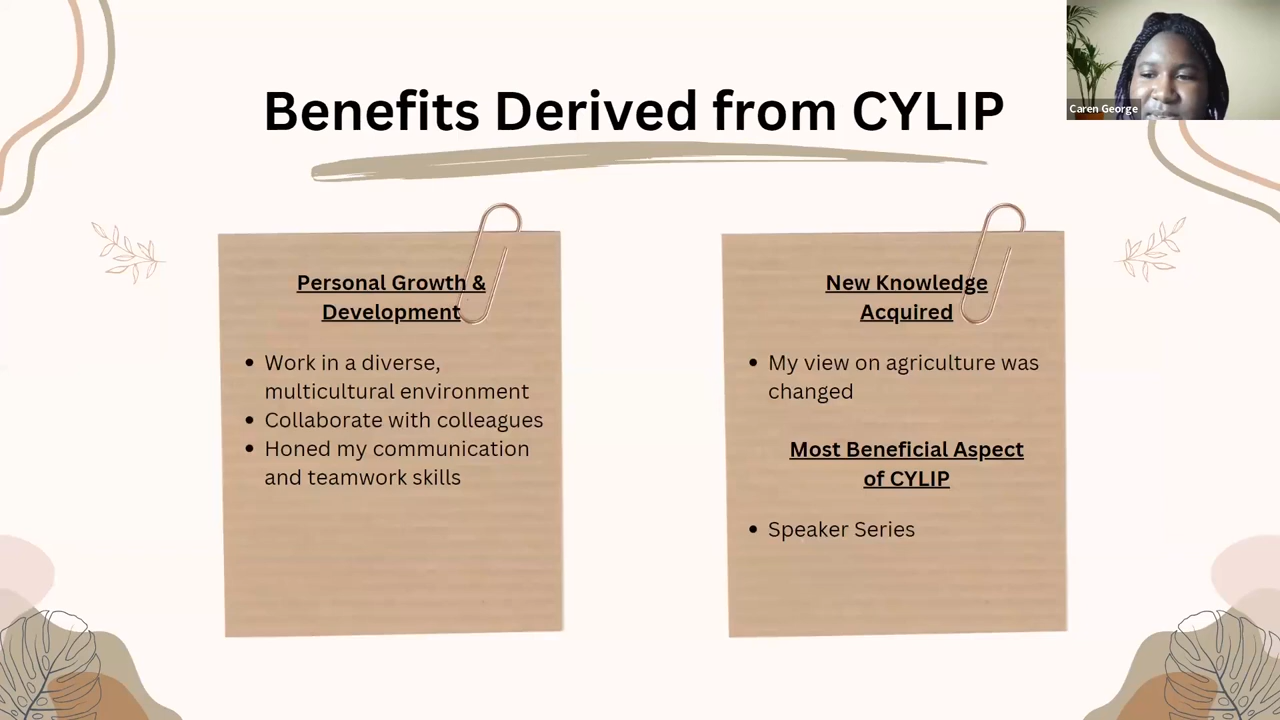 Benefits Derived from CYLIP
Caren George
Personal Growth &
Development
• Work in a diverse,
multicultural environment
• Collaborate with colleagues
• Honed my communication
and teamwork skills
New Knowledge
Acquired
• My view on agriculture was
changed
Most Beneficial Aspect
of CYLIP
• Speaker Series